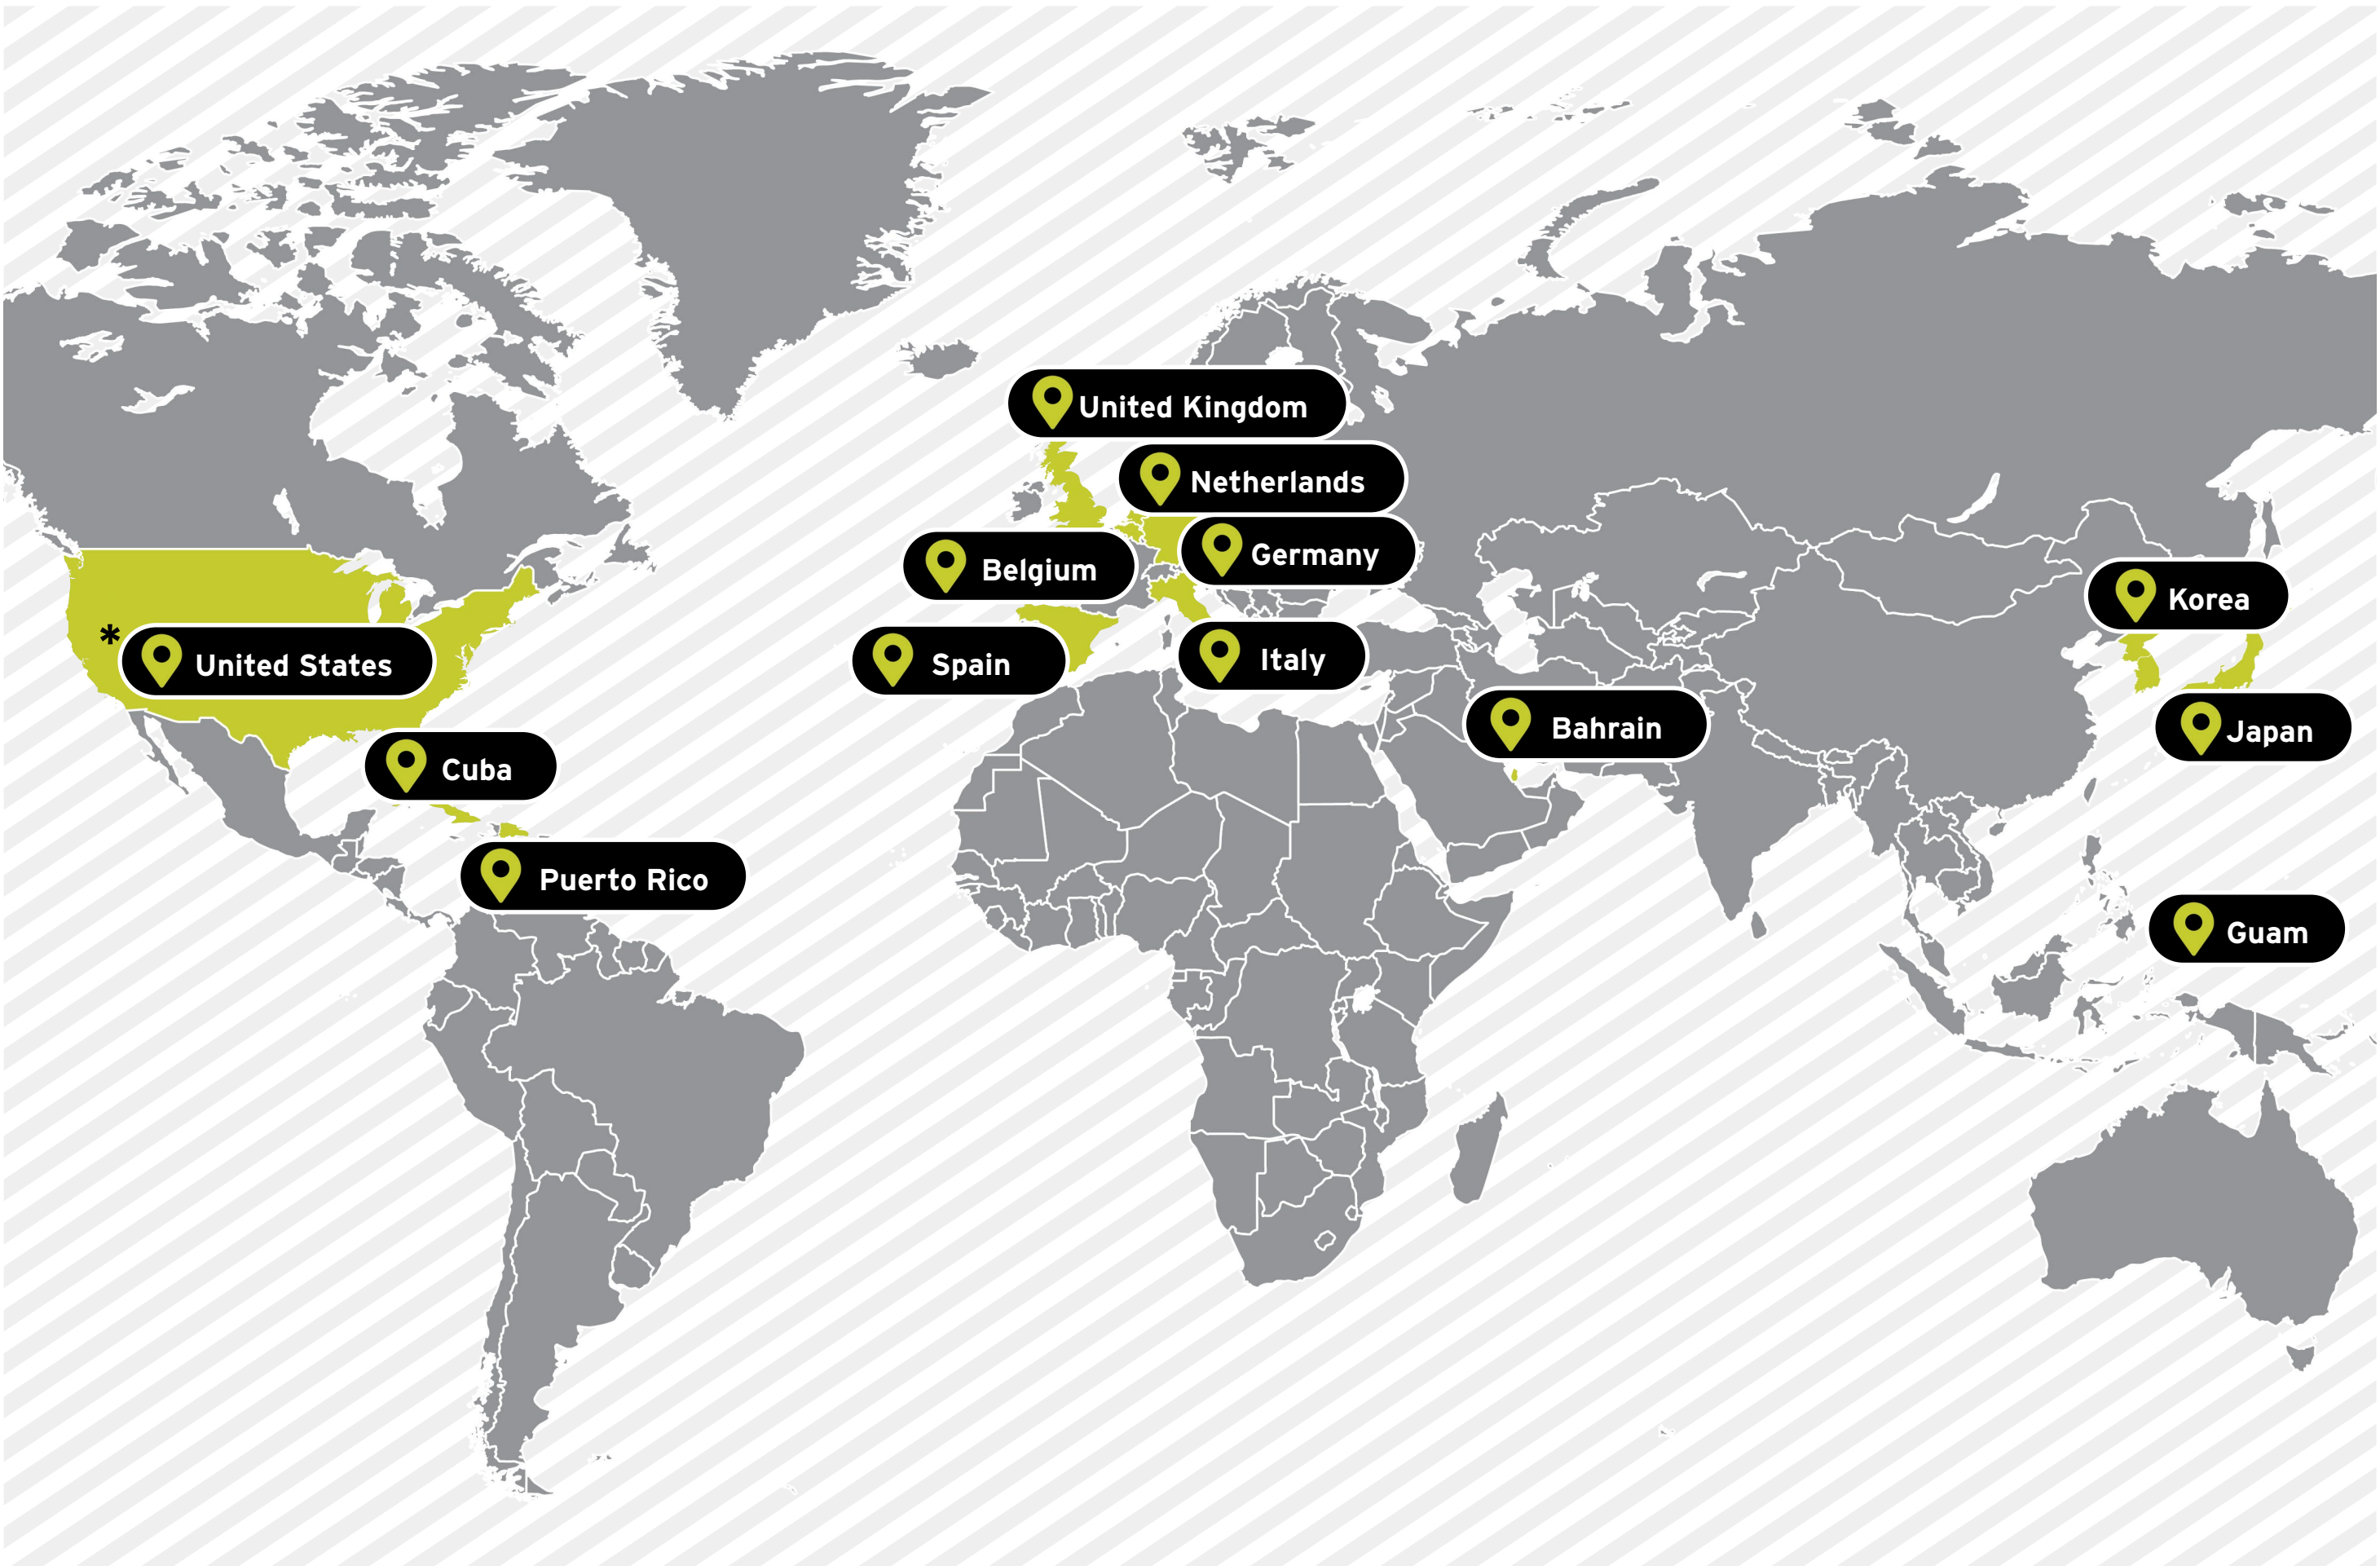 United Kingdom
Netherlands
Germany
Belgium
Korea
*
United States
Spain
Italy
Bahrain
Japan
Cuba
Puerto Rico
Guam